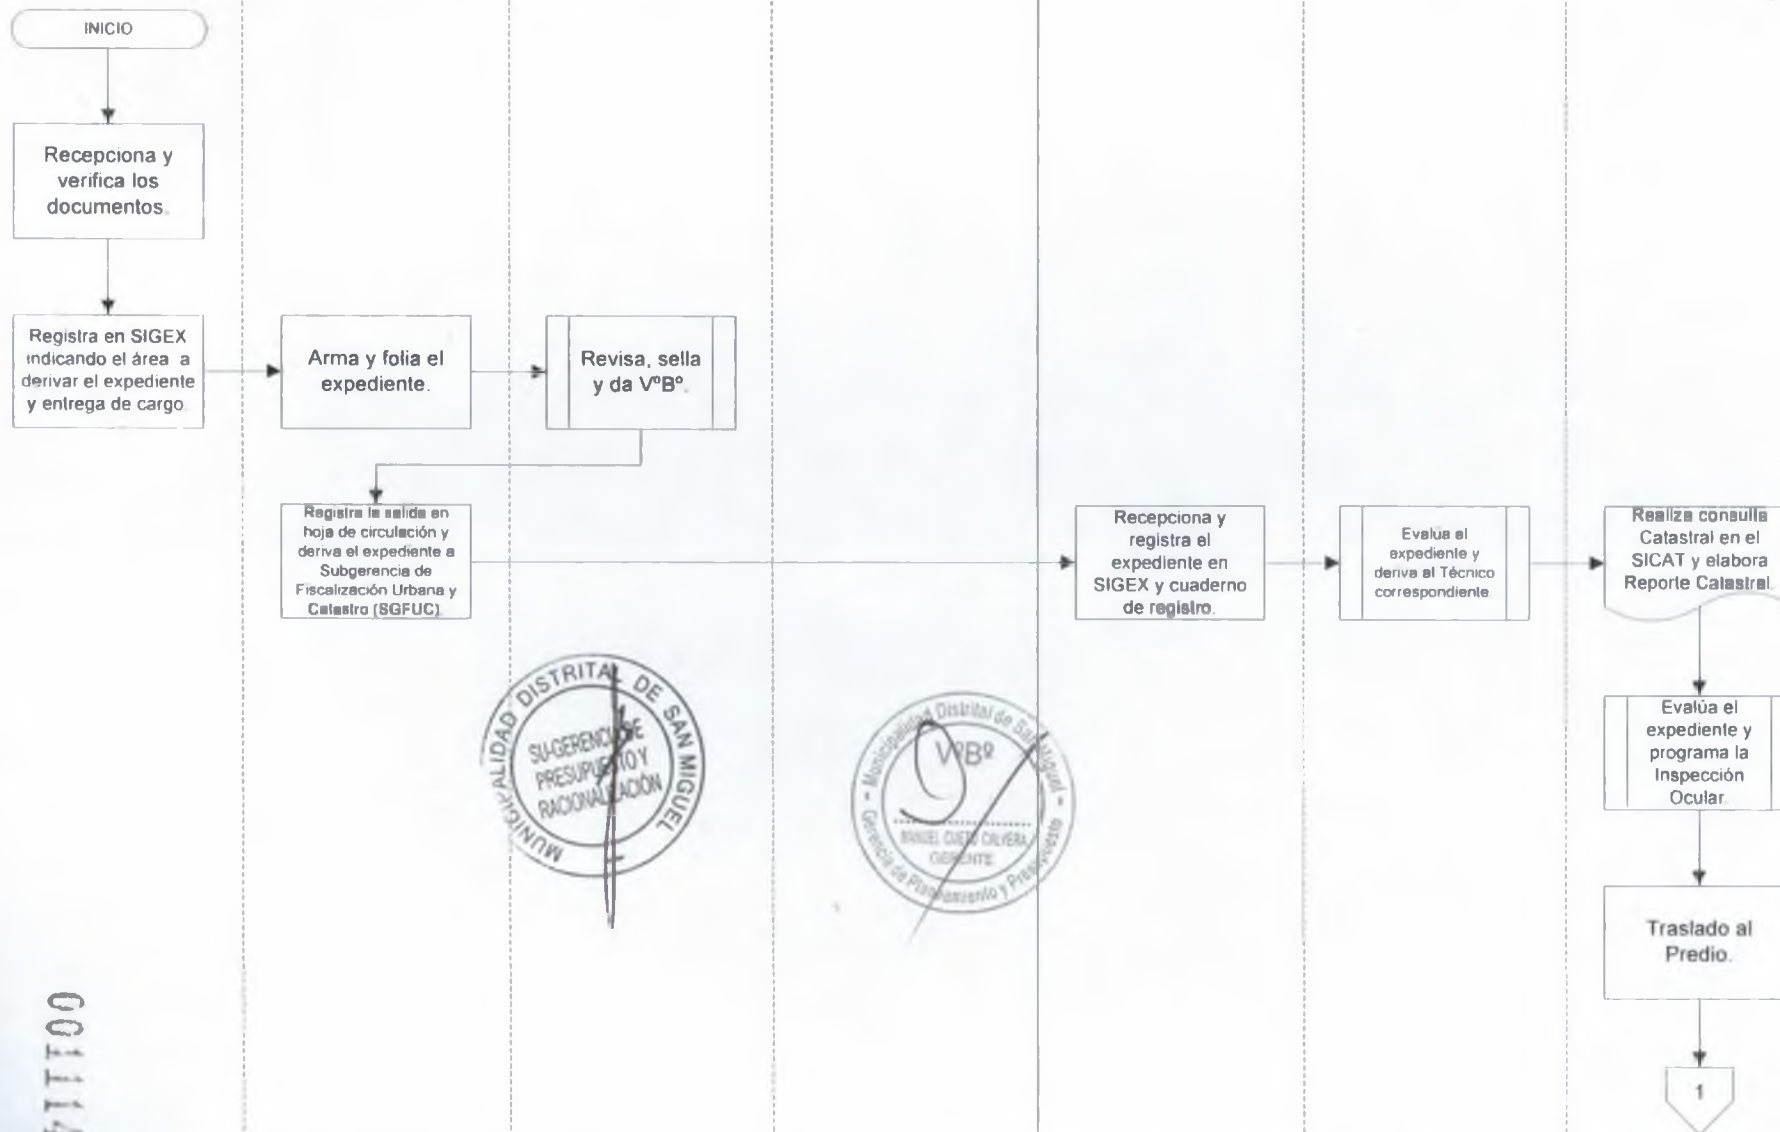 INICIO
Recepciona y
verifica los
documentos.
Registra en SIGEX
indicando el área a
derivar el expediente
y entrega de cargo.
Arma y folia el
expediente.
Revisa, sella
y da VºBº.
Registra la salida en
hoja de circulación y
deriva el expediente a
Subgerencia de
Fiscalización Urbana y
Catastro (SGFUC).
Recepciona y
registra el
expediente en
SIGEX y cuaderno
de registro.
Evalúa el
expediente y
deriva al Técnico
correspondiente.
Realiza consulta
Catastral en el
SICAT y elabora
Reporte Catastral.
Evalúa el
expediente y
programa la
Inspección
Ocular.
Traslado al
Predio.
1
MUNICIPALIDAD DISTRITAL DE SAN MIGUEL
SU-GERENCIA DE
PRESUPUESTO Y
RACIONALIZACIÓN
Municipalidad Distrital de San Miguel
VºBº
MANUEL
GERENTE
Gerencia de Planeamiento y Presupuesto